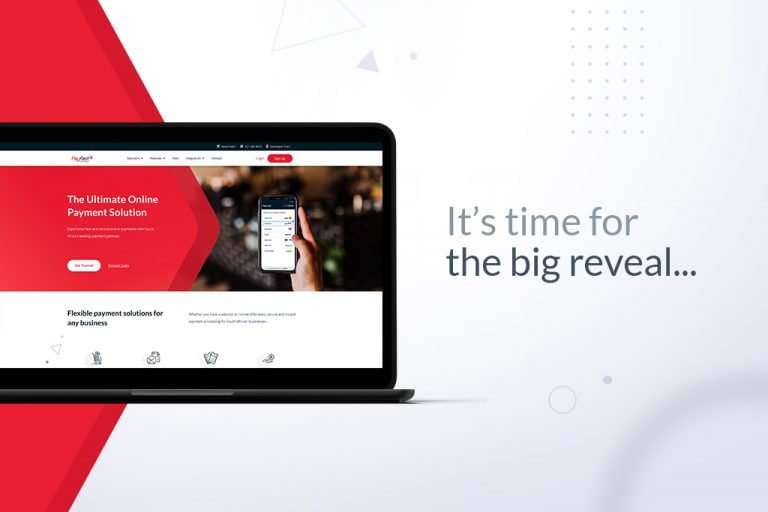 Need Help?
PayFast
Solutions
Features
Fees
Integration
Contact
Login
Sign Up
The Ultimate Online
Payment Solution
Experience fast and secure online payments with South
Africa's leading payment gateway.
Get Started
Contact Sales
Flexible payment solutions for
any business
Whether you have a website or not we offer easy, secure and instant
payment processing for South African businesses.
It's time for
the big reveal...